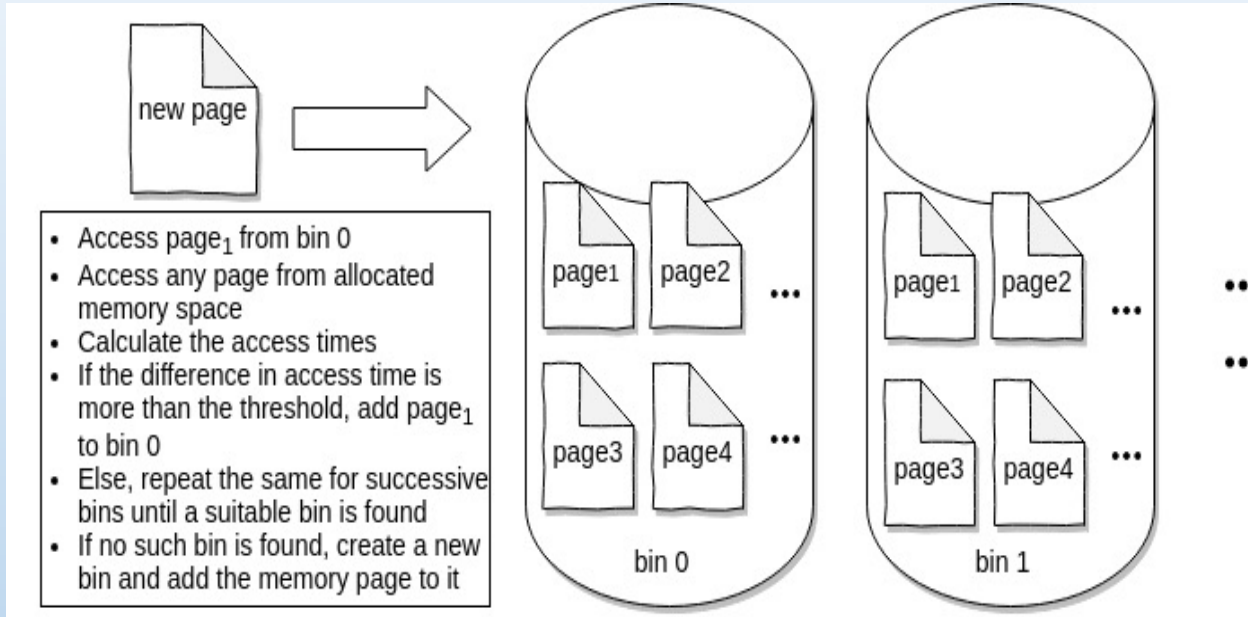 new page
• Access page₁ from bin 0
• Access any page from allocated
memory space
• Calculate the access times
• If the difference in access time is
more than the threshold, add page₁
to bin 0
• Else, repeat the same for successive
bins until a suitable bin is found
• If no such bin is found, create a new
bin and add the memory page to it
page1 page2 ...
page3 page4 ...
bin 0
page1 page2 ...
page3 page4 ...
bin 1